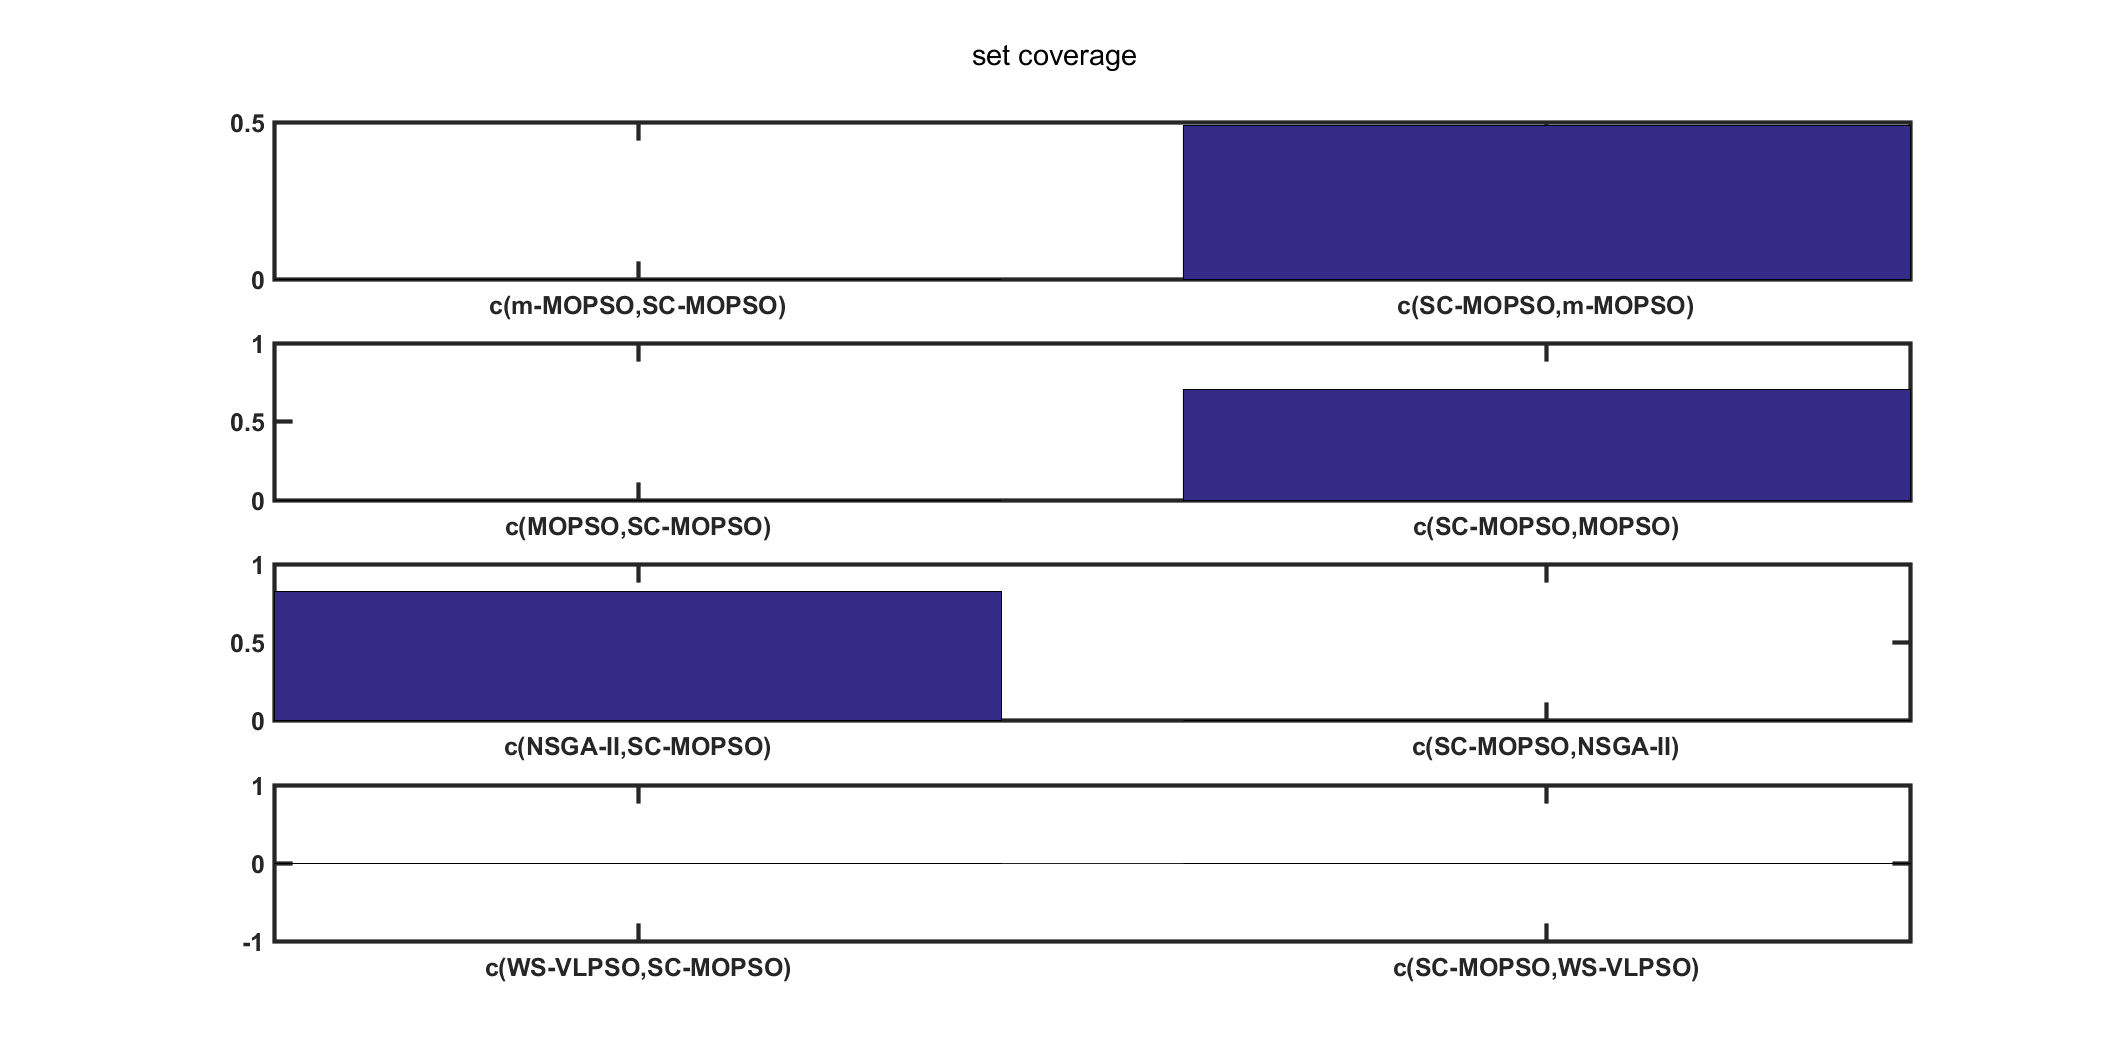 set coverage
0.5
0
c(m-MOPSO,SC-MOPSO) c(SC-MOPSO,m-MOPSO)
1
0.5
0
c(MOPSO,SC-MOPSO) c(SC-MOPSO,MOPSO)
1
0.5
0
c(NSGA-II,SC-MOPSO) c(SC-MOPSO,NSGA-II)
1
0
-1
c(WS-VLPSO,SC-MOPSO) c(SC-MOPSO,WS-VLPSO)